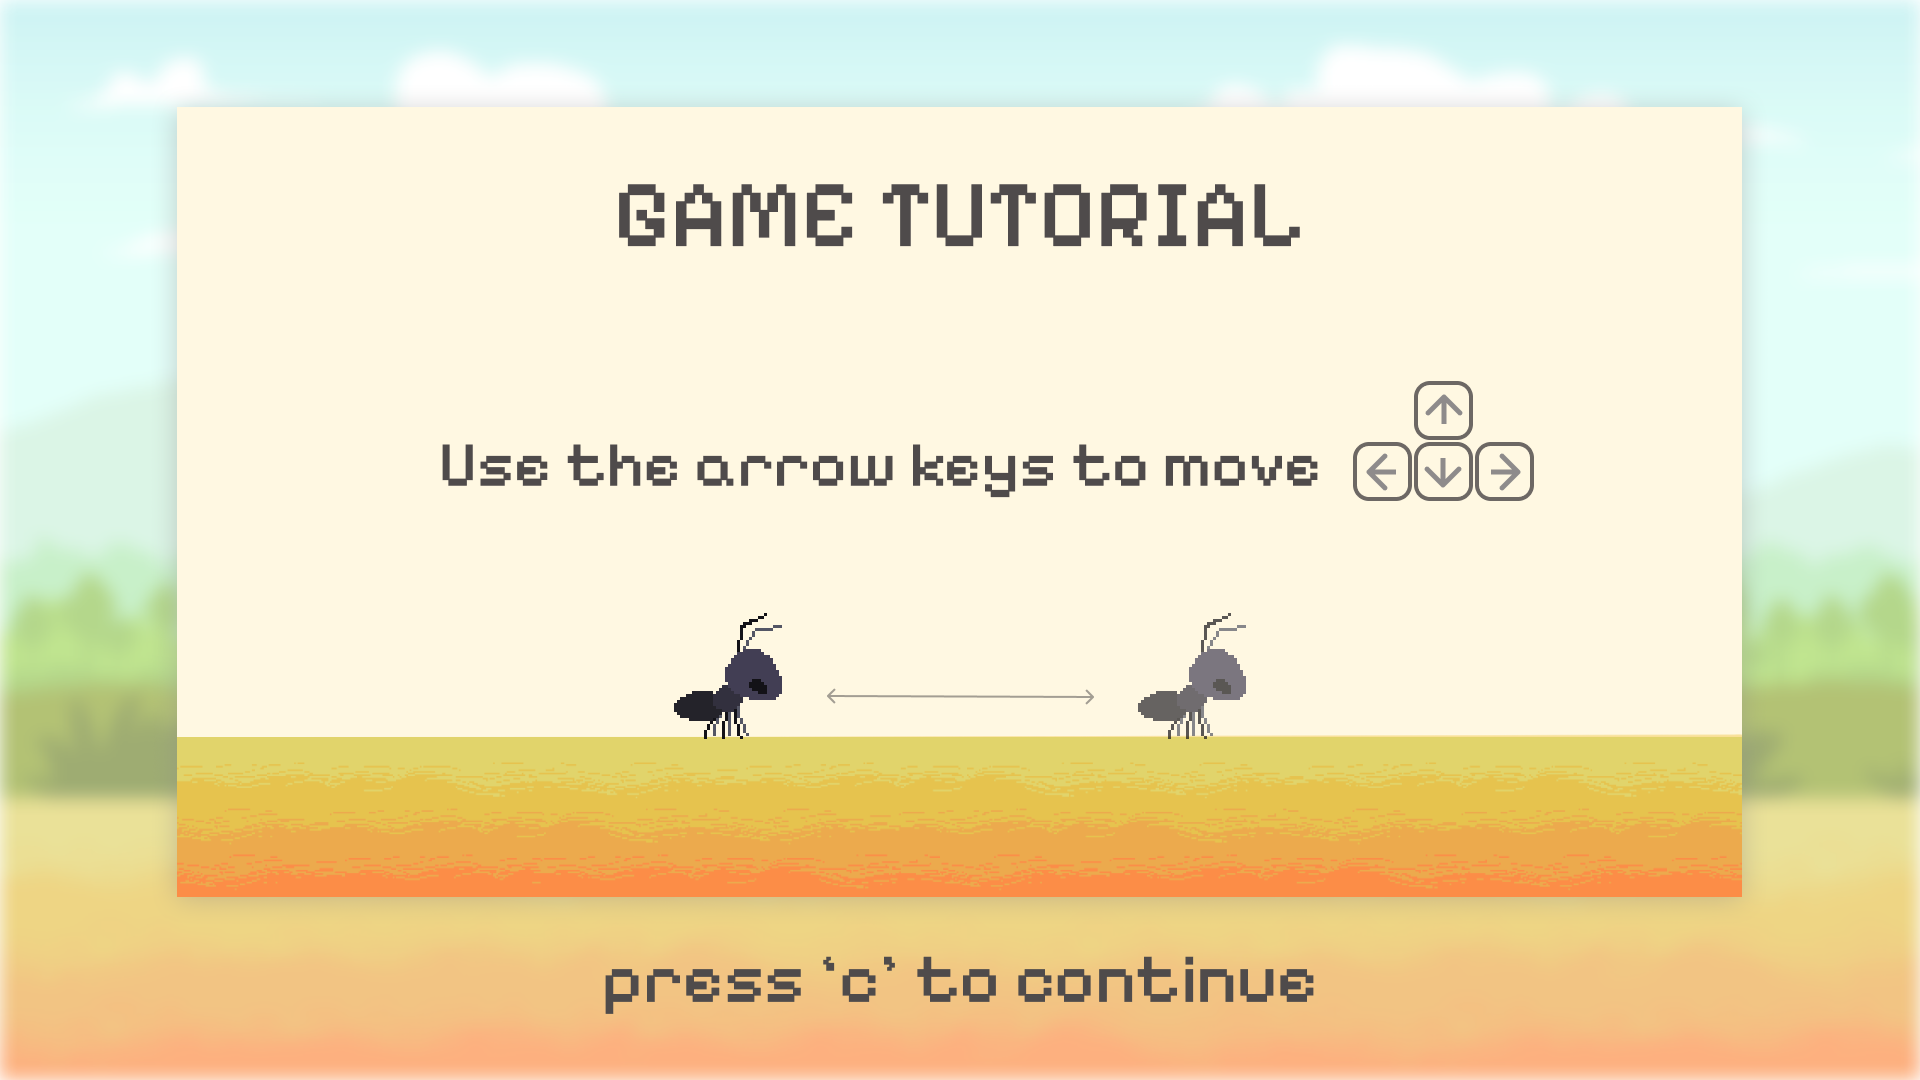 GAME TUTORIAL
Use the arrow keys to move
press ‘c’ to continue